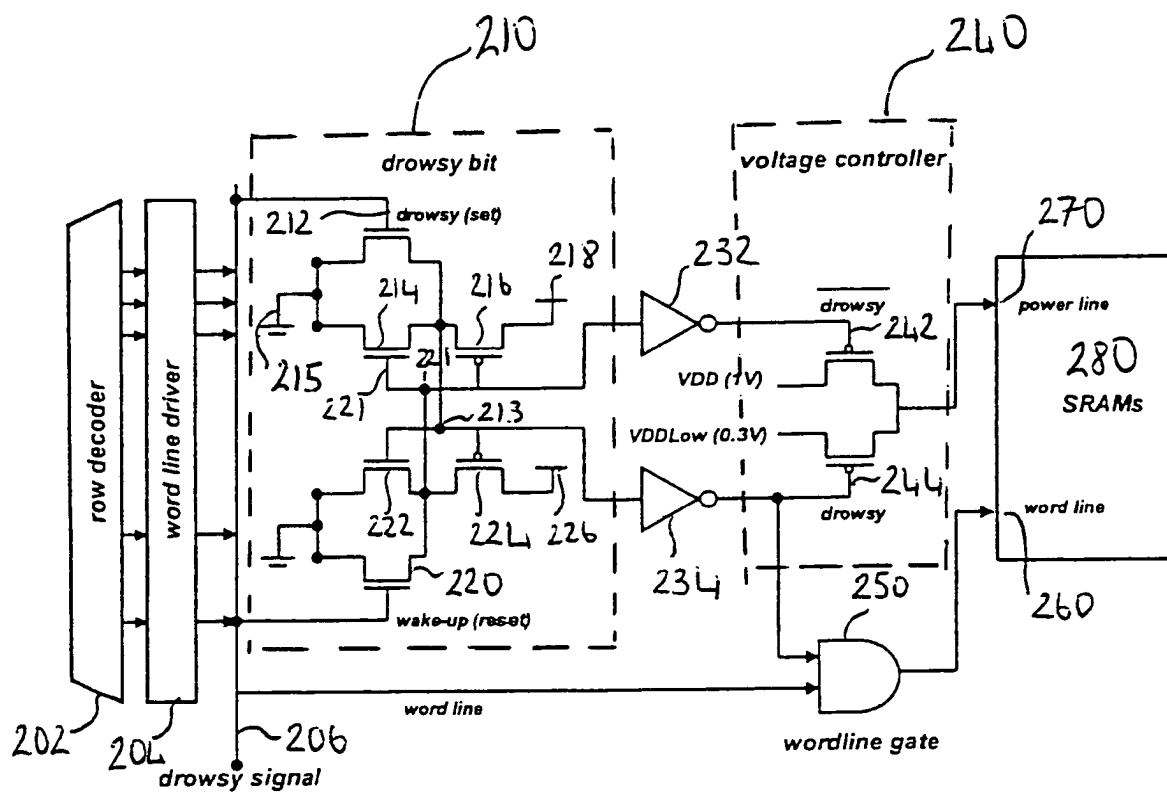 210
240
drowsy bit
voltage controller
212
drowsy (set)
218
232
270
214
216
drowsy
242
power line
280
SRAMs
215
221
221
VDD (1V)
213
VDDLow (0.3V)
row decoder
word line driver
222
224
226
244
drowsy
word line
220
234
250
260
wake-up (reset)
word line
202
204
206
wordline gate
drowsy signal